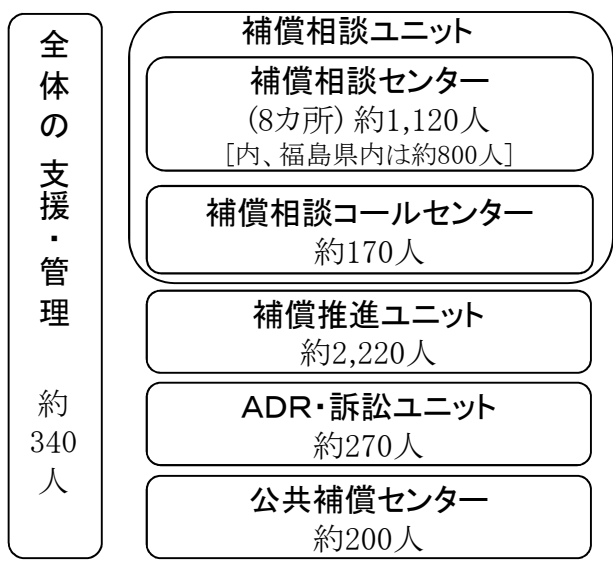 全体の支援・管理
約
340
人
補償相談ユニット
補償相談センター
(8カ所) 約1,120人
[内、福島県内は約800人]
補償相談コールセンター
約170人
補償推進ユニット
約2,220人
ADR・訴訟ユニット
約270人
公共補償センター
約200人